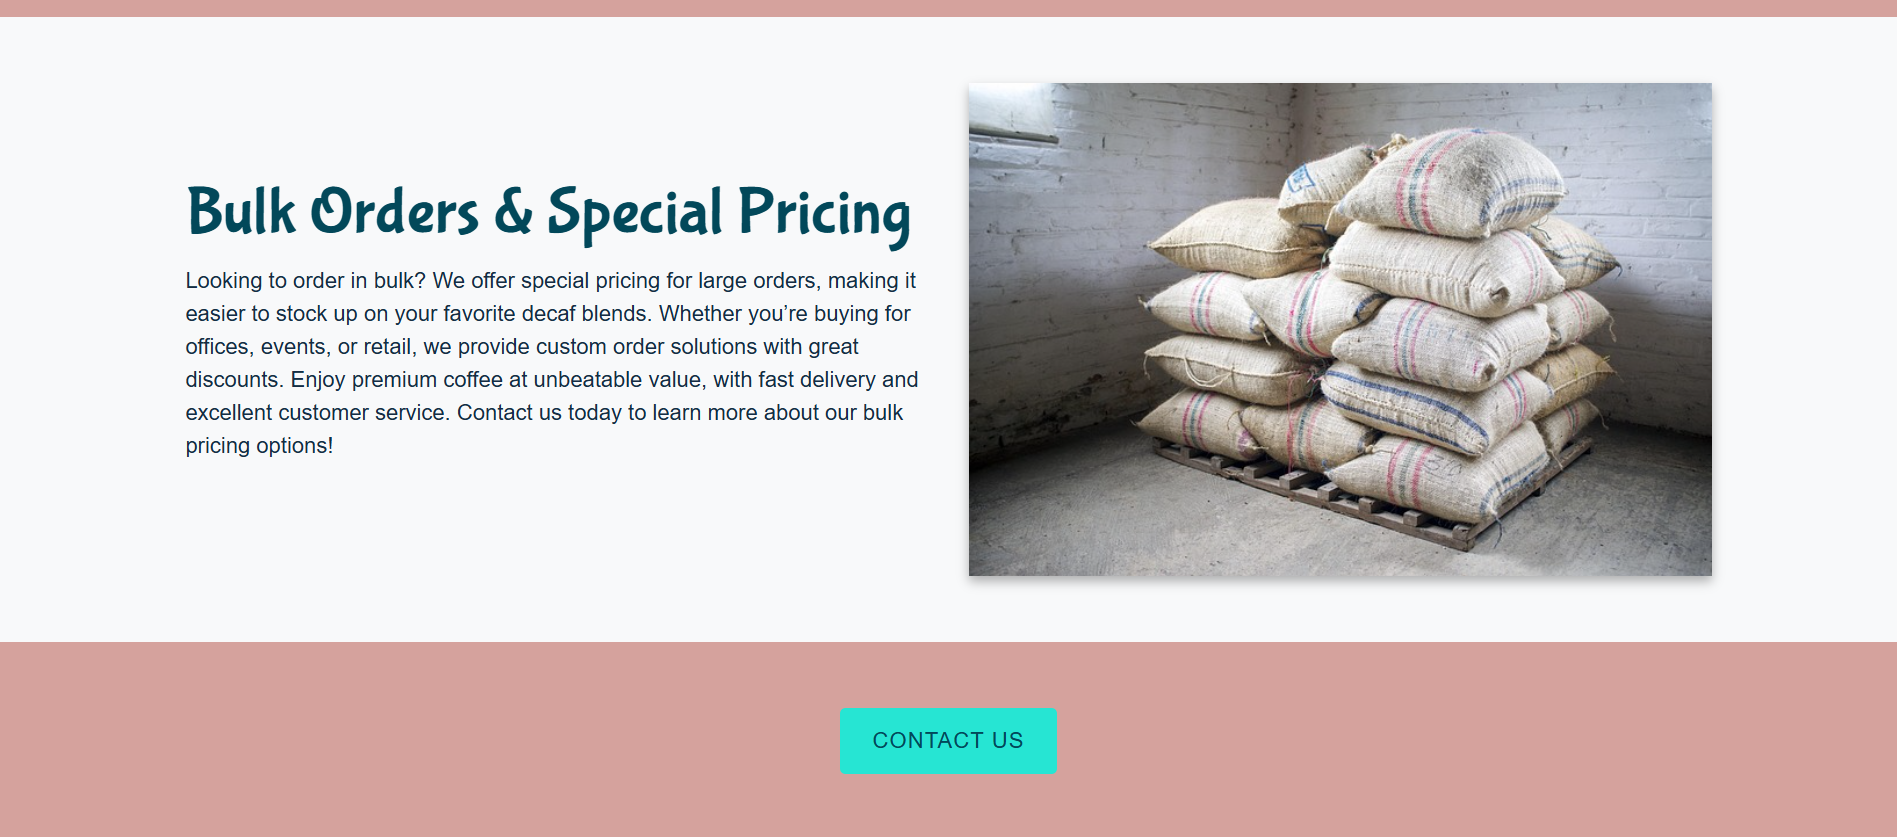 Bulk Orders & Special Pricing
Looking to order in bulk? We offer special pricing for large orders, making it
easier to stock up on your favorite decaf blends. Whether you’re buying for
offices, events, or retail, we provide custom order solutions with great
discounts. Enjoy premium coffee at unbeatable value, with fast delivery and
excellent customer service. Contact us today to learn more about our bulk
pricing options!
CONTACT US